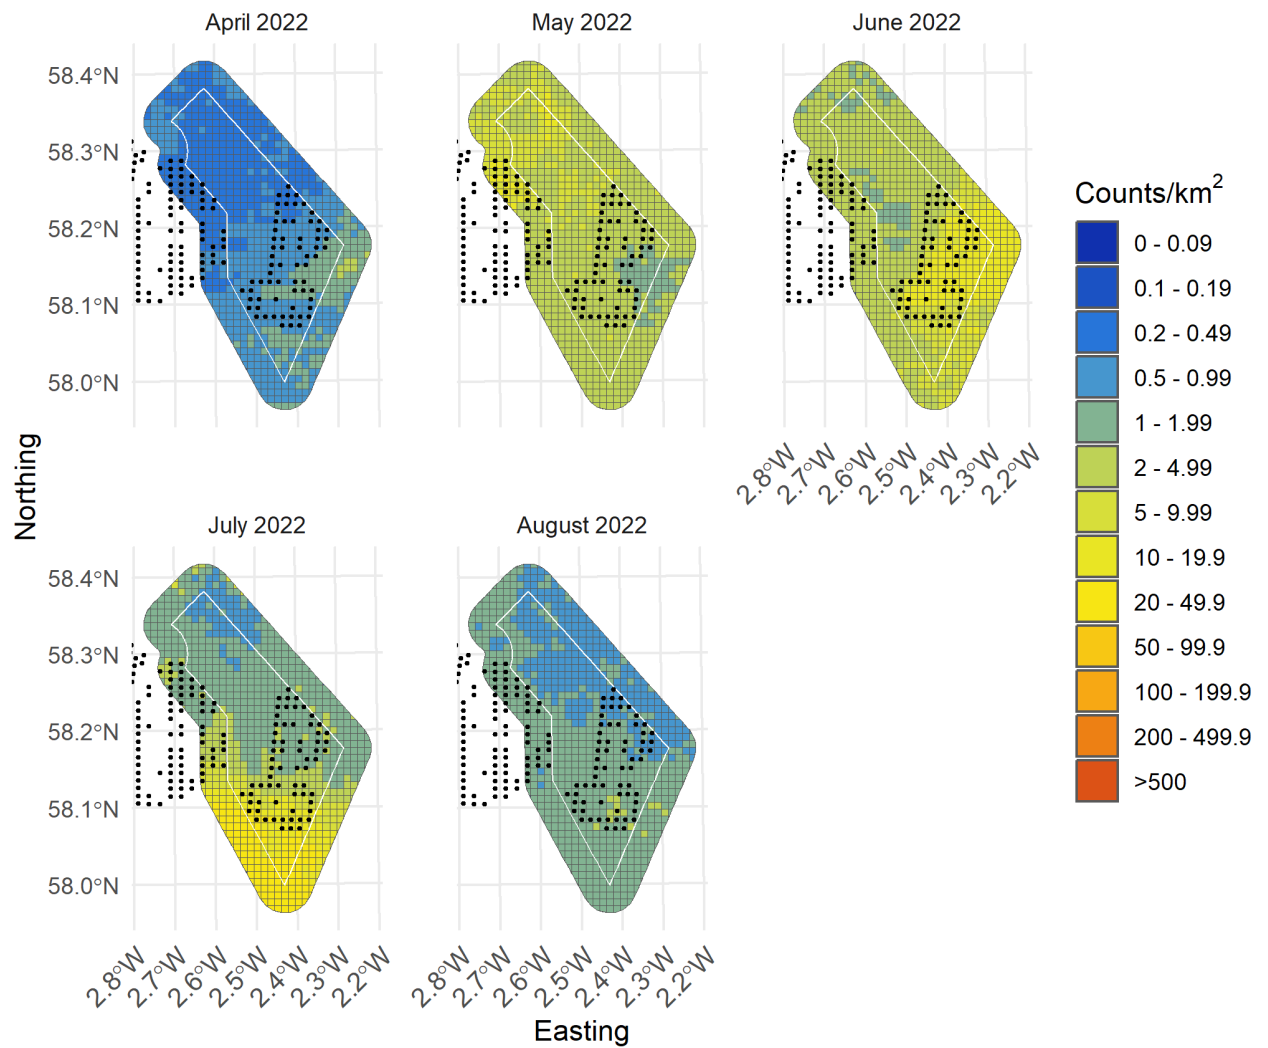 April 2022
May 2022
June 2022
58.4°N
58.3°N
58.2°N
58.1°N
58.0°N
2.8°W
2.7°W
2.6°W
2.5°W
2.4°W
2.3°W
2.2°W
Northing
July 2022
August 2022
58.4°N
58.3°N
58.2°N
58.1°N
58.0°N
2.8°W
2.7°W
2.6°W
2.5°W
2.4°W
2.3°W
2.2°W
2.8°W
2.7°W
2.6°W
2.5°W
2.4°W
2.3°W
2.2°W
Easting
Counts/km²
0 - 0.09
0.1 - 0.19
0.2 - 0.49
0.5 - 0.99
1 - 1.99
2 - 4.99
5 - 9.99
10 - 19.9
20 - 49.9
50 - 99.9
100 - 199.9
200 - 499.9
>500